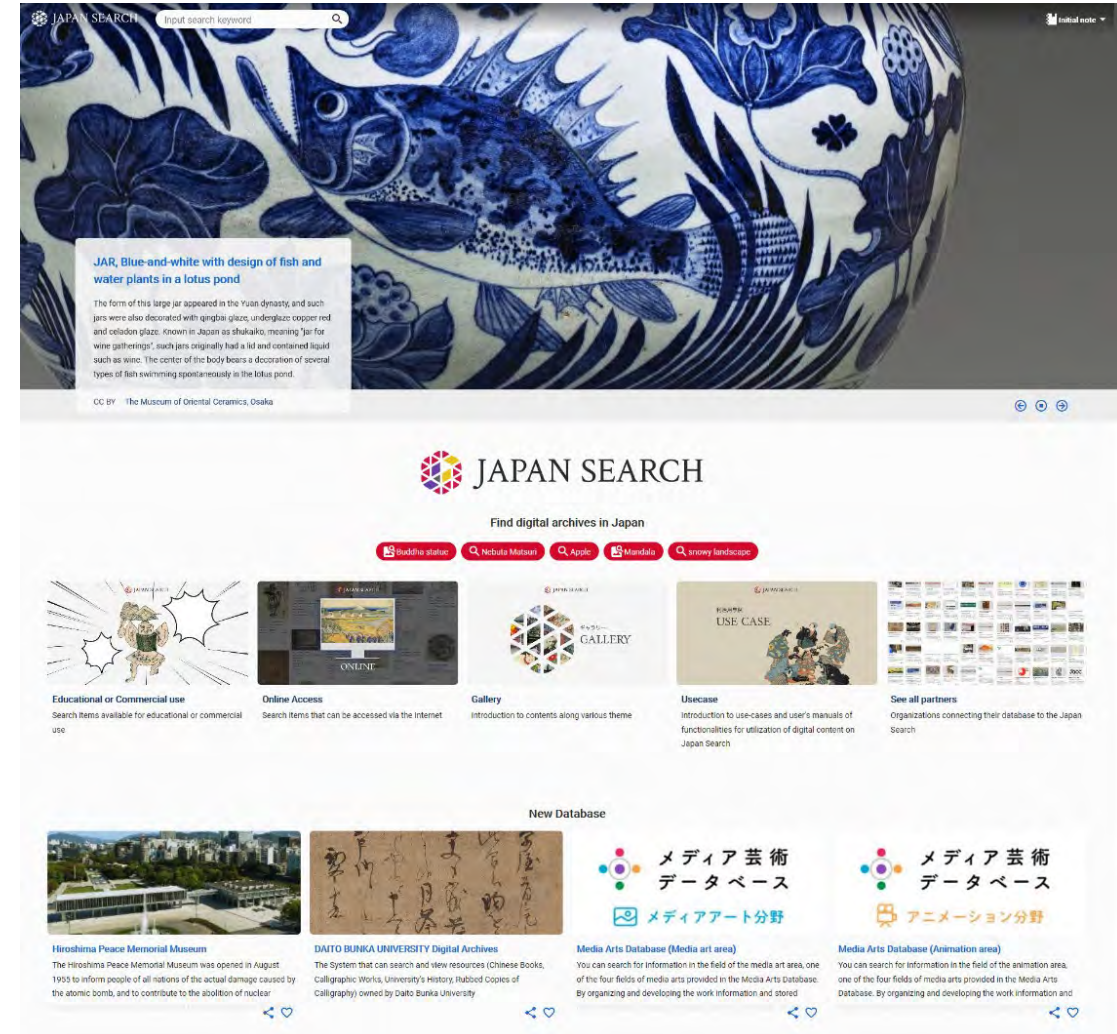 JAPAN SEARCH
Input search keyword
Initial note
JAR, Blue-and-white with design of fish and
water plants in a lotus pond
The form of this large jar appeared in the Yuan dynasty, and such
jars were also decorated with qingbai glaze, underglaze copper red
and celadon glaze. Known in Japan as shukaiko, meaning "jar for
wine gatherings", such jars originally had a lid and contained liquid
such as wine. The center of the body bears a decoration of several
types of fish swimming spontaneously in the lotus pond.
CC BY The Museum of Oriental Ceramics, Osaka
JAPAN SEARCH
Find digital archives in Japan
Buddha statue
Nebuta Matsuri
Apple
Mandala
snowy landscape
JAPAN SEARCH
JAPAN SEARCH
ONLINE
JAPAN SEARCH
ギャラリー
GALLERY
JAPAN SEARCH
USE CASE
Educational or Commercial use
Search Items available for educational or commercial
use
Online Access
Search Items that can be accessed via the Internet
Gallery
Introduction to contents along various theme
Usecase
Introduction to use-cases and user's manuals of
functionalities for utilization of digital content on
Japan Search
See all partners
Organizations connecting their database to the Japan
Search
New Database
Hiroshima Peace Memorial Museum
The Hiroshima Peace Memorial Museum was opened in August
1955 to inform people of all nations of the actual damage caused by
the atomic bomb, and to contribute to the abolition of nuclear
DAITO BUNKA UNIVERSITY Digital Archives
The System that can search and view resources (Chinese Books,
Calligraphic Works, University's History, Rubbed Copies of
Calligraphy) owned by Daito Bunka University
メディア芸術
データベース
メディアアート分野
Media Arts Database (Media art area)
You can search for information in the field of the media art area, one
of the four fields of media arts provided in the Media Arts Database.
By organizing and developing the work information and stored
メディア芸術
データベース
アニメーション分野
Media Arts Database (Animation area)
You can search for information in the field of the animation area,
one of the four fields of media arts provided in the Media Arts
Database. By organizing and developing the work information and